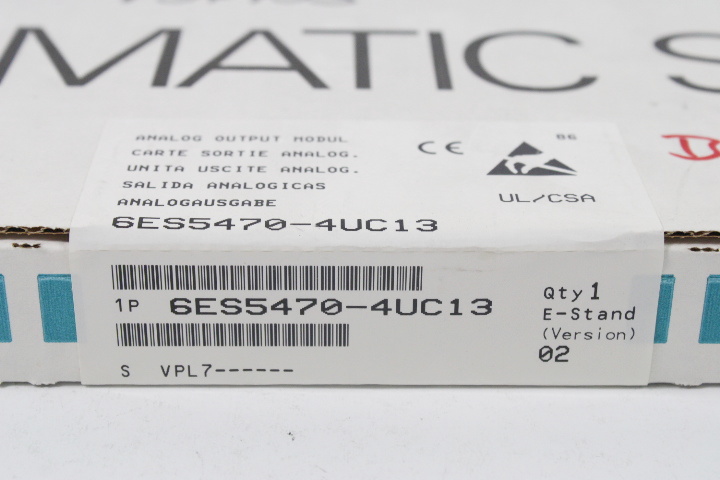 MATIC S
ANALOG OUTPUT MODUL
CARTE SORTIE ANALOG.
UNITA USCITE ANALOG.
SALIDA ANALOGICAS
ANALOGAUSGABE
6ES5470-4UC13
CE
86
UL/CSA
1P 6ES5470-4UC13
S VPL7------
Qty 1
E-Stand
(Version)
02